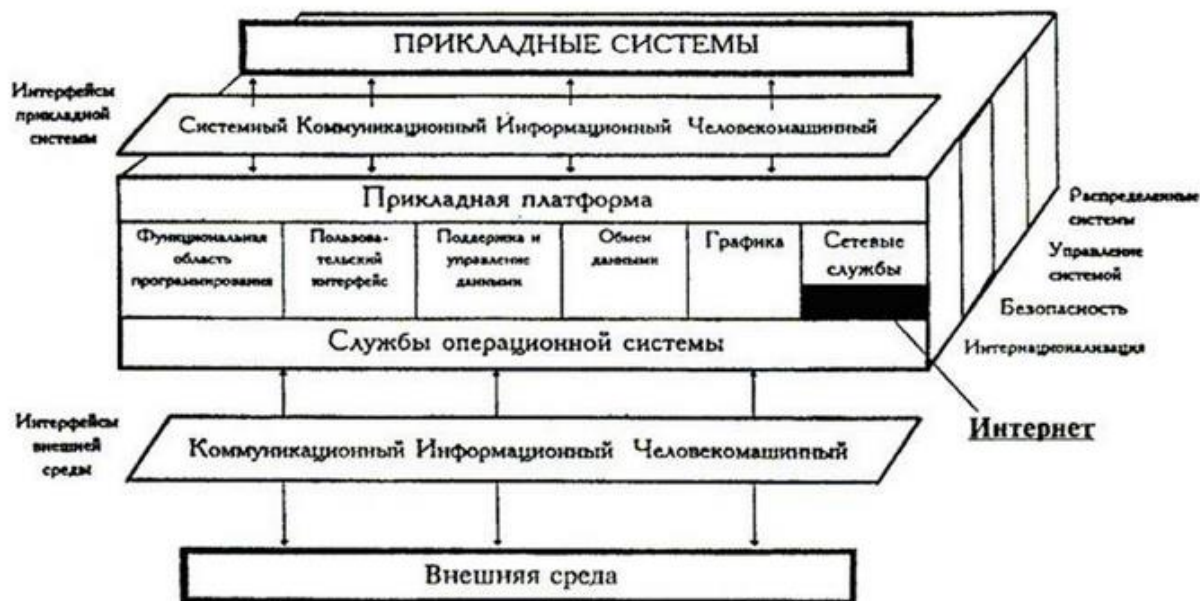 ПРИКЛАДНЫЕ СИСТЕМЫ
Интерфейсы
прикладной
системы
Системный Коммуникационный Информационный Человекомашинный
Прикладная платформа
Функциональная
область
программирования
Пользова-
тельский
интерфейс
Поддержка и
управление
данными
Обмен
данными
Графика
Сетевые
службы
Распределенные
системы
Управление
системой
Безопасность
Интернационализация
Службы операционной системы
Интернет
Интерфейсы
внешней
среды
Коммуникационный Информационный Человекомашинный
Внешняя среда